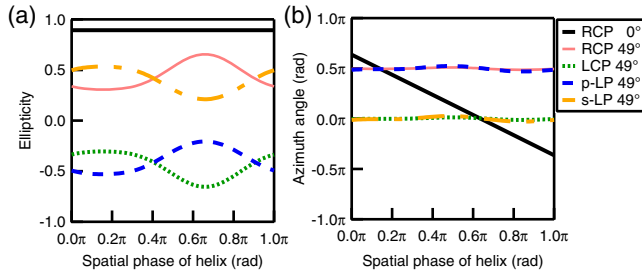 (a)
1.0
0.5
0.0
-0.5
-1.0
Ellipticity
0.0π 0.2π 0.4π 0.6π 0.8π 1.0π
Spatial phase of helix (rad)
(b)
1.0π
0.5π
0.0π
-0.5π
-1.0π
Azimuth angle (rad)
0.0π 0.2π 0.4π 0.6π 0.8π 1.0π
Spatial phase of helix (rad)
RCP 0°
RCP 49°
LCP 49°
p-LP 49°
s-LP 49°